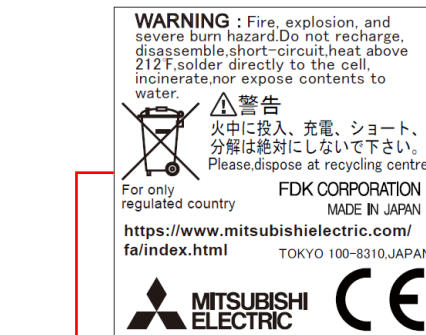 WARNING : Fire, explosion, and
severe burn hazard.Do not recharge,
disassemble,short-circuit,heat above
212°F,solder directly to the cell,
incinerate,nor expose contents to
water.
⚠警告
火中に投入、充電、ショート、
分解は絶対にしないで下さい。
Please,dispose at recycling centre
For only
regulated country
FDK CORPORATION
MADE IN JAPAN
https://www.mitsubishielectric.com/
fa/index.html
TOKYO 100-8310,JAPAN
MITSUBISHI
ELECTRIC
CE